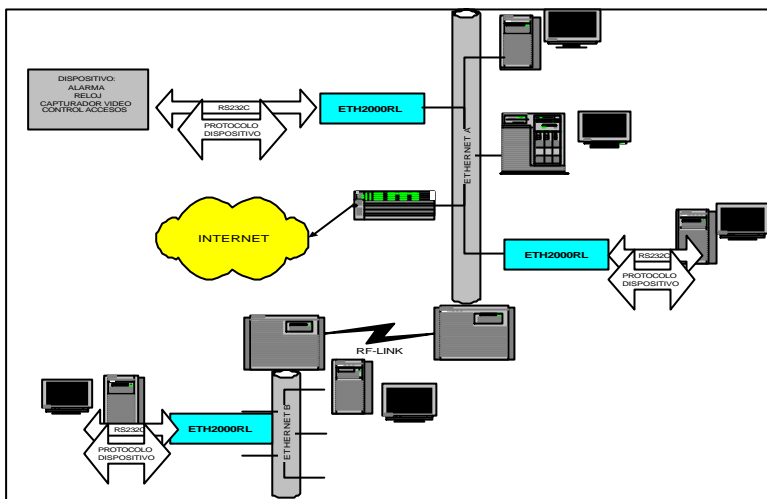 DISPOSITIVO:
ALARMA
RELOJ
CAPTURADOR VIDEO
CONTROL ACCESOS
RS232C
PROTOCOLO
DISPOSITIVO
ETH2000RL
ETHERNET A
INTERNET
ETH2000RL
RS232C
PROTOCOLO
DISPOSITIVO
RF-LINK
RS232C
PROTOCOLO
DISPOSITIVO
ETH2000RL
ETHERNET B